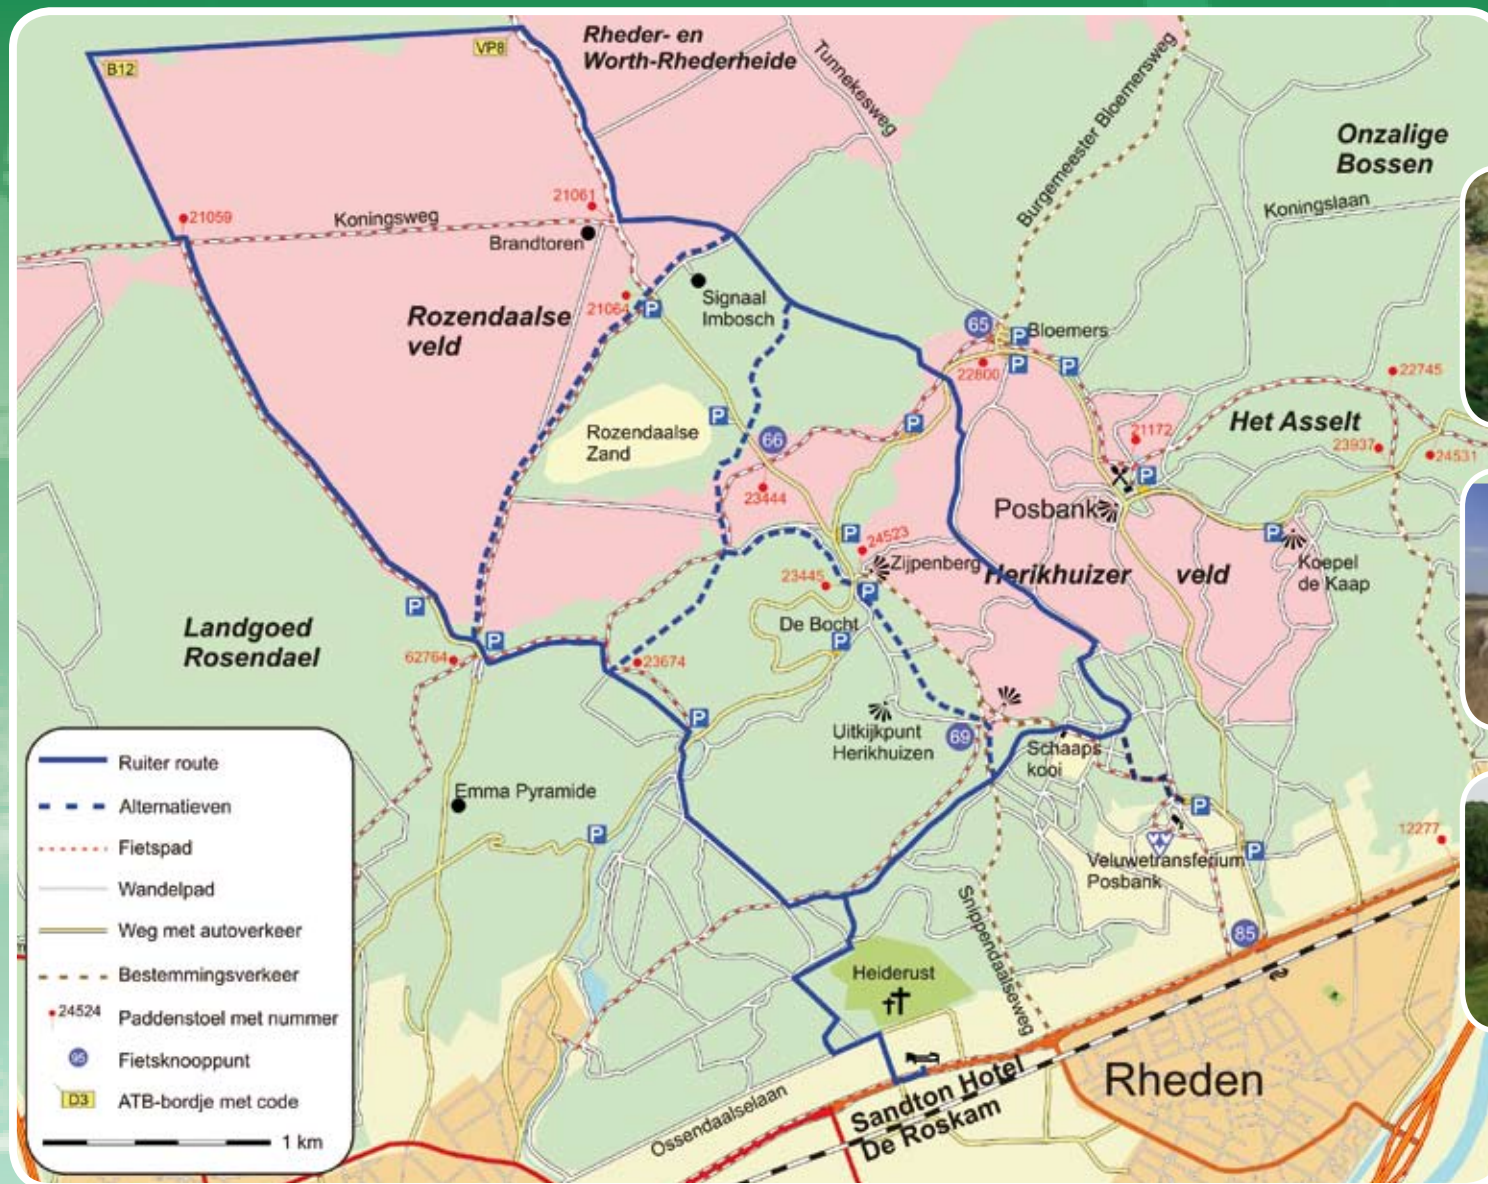 B12
VP8
Rheder- en
Worth-Rhederheide
Tunnekesweg
Burgemeester Bloemersweg
Onzalige
Bossen
Koningslaan
21059
21061
Koningsweg
Brandtoren
21064
P
Signaal
Imbosch
Rozendaalse
veld
65
P
Bloemers
P
P
22800
22745
P
66
P
Rozendaalse
Zand
21172
Het Asselt
23937
24531
23444
P
Posbank
P
24523
P
Koepel
de Kaap
Zijpenberg
Herikhuizer veld
23445
P
De Bocht
P
P
Landgoed
Rosendael
P
62764
23674
P
Uitkijkpunt
Herikhuizen
69
Schaaps
kooi
Emma Pyramide
P
P
P
Veluwetransferium
Posbank
12277
Snippendaalseweg
85
Heiderust
Ossendaalselaan
Sandton Hotel
De Roskam
Rheden
Ruiter route
Alternatieven
Fietspad
Wandelpad
Weg met autoverkeer
Bestemmingsverkeer
24524
Paddenstoel met nummer
95
Fietsknooppunt
D3
ATB-bordje met code
1 km